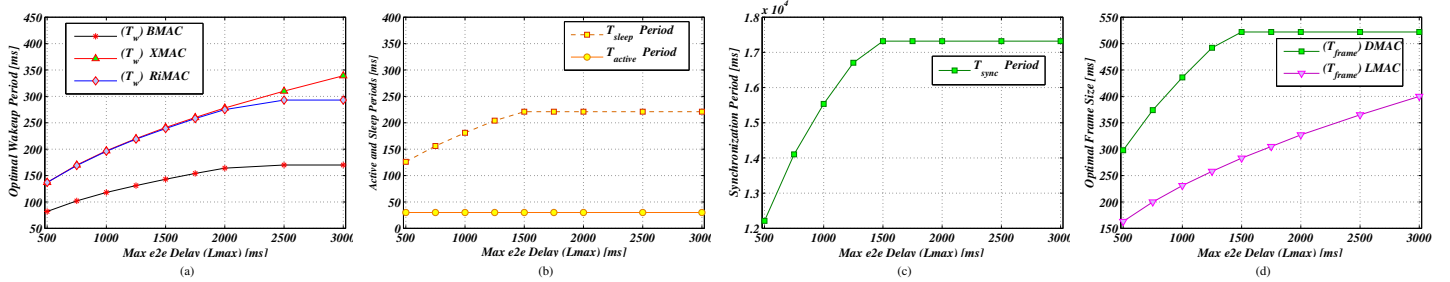 450
400
350
300
250
200
150
100
50
Optimal Wakeup Period [ms]
(T_w) BMAC
(T_w) XMAC
(T_w) RiMAC
500 1000 1500 2000 2500 3000
Max e2e Delay (Lmax) [ms]
(a)
400
350
300
250
200
150
100
50
0
Active and Sleep Periods [ms]
T_sleep Period
T_active Period
500 1000 1500 2000 2500 3000
Max e2e Delay (Lmax) [ms]
(b)
x 10^4
1.8
1.7
1.6
1.5
1.4
1.3
1.2
Synchronization Period [ms]
T_sync Period
500 1000 1500 2000 2500 3000
Max e2e Delay (Lmax) [ms]
(c)
550
500
450
400
350
300
250
200
150
Optimal Frame Size [ms]
(T_frame) DMAC
(T_frame) LMAC
500 1000 1500 2000 2500 3000
Max e2e Delay (Lmax) [ms]
(d)